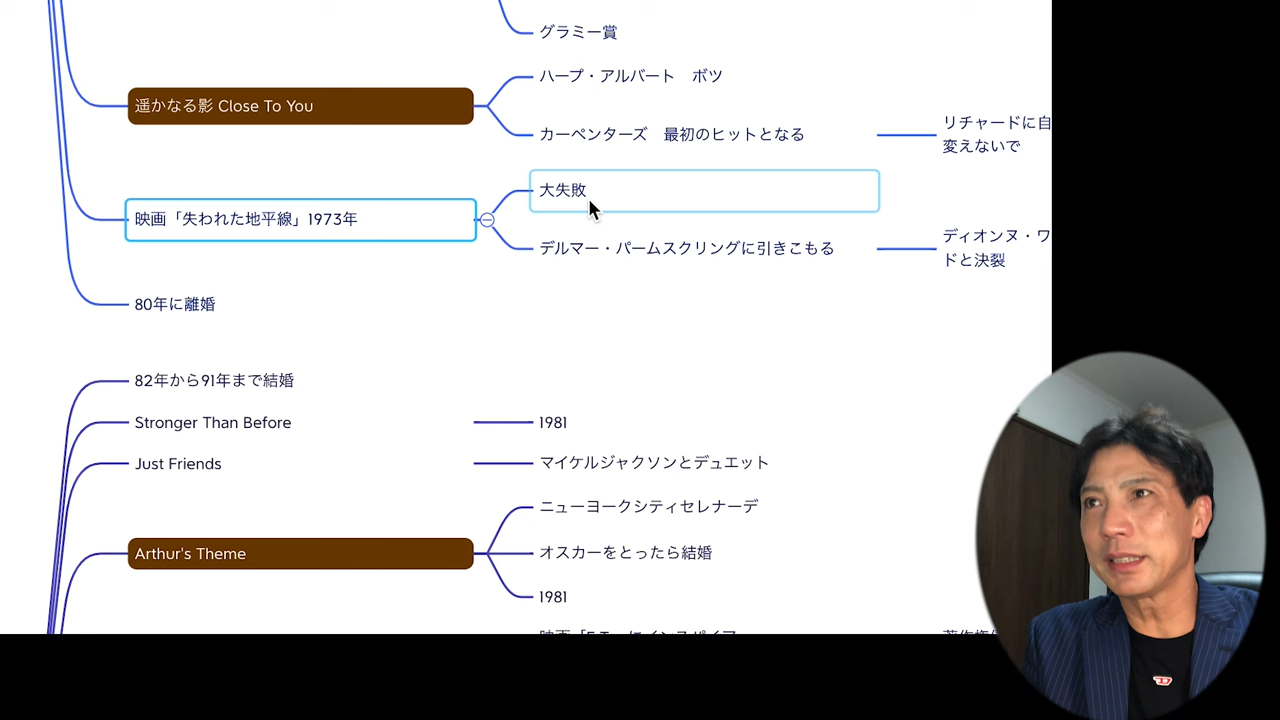 グラミー賞
遥かなる影 Close To You
ハープ・アルバート　ボツ
カーペンターズ　最初のヒットとなる
リチャードに自
変えないで
映画「失われた地平線」1973年
大失敗
デルマー・パームスクリングに引きこもる
ディオンヌ・ワ
ドと決裂
80年に離婚
82年から91年まで結婚
Stronger Than Before
1981
Just Friends
マイケルジャクソンとデュエット
Arthur's Theme
ニューヨークシティセレナーデ
オスカーをとったら結婚
1981